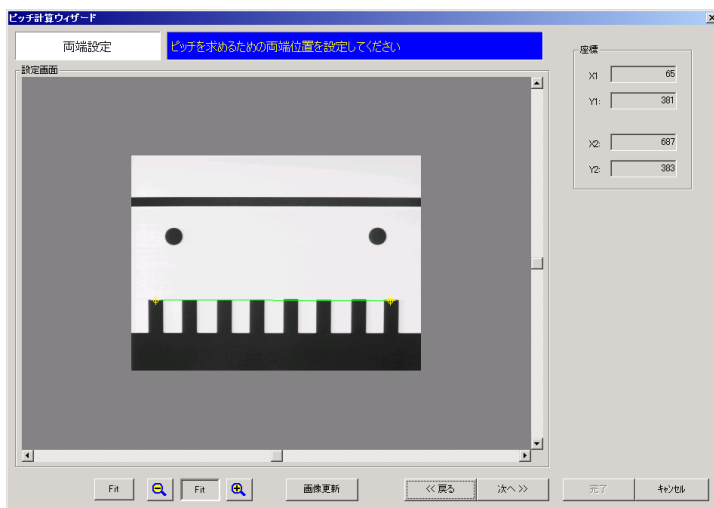 ピッチ計算ウィザード
両端設定
ピッチを求めるための両端位置を設定してください
設定画面
座標
X1 65
Y1: 381
X2: 687
Y2: 383
Fit Fit 画像更新 << 戻る 次へ >> 完了 キャンセル